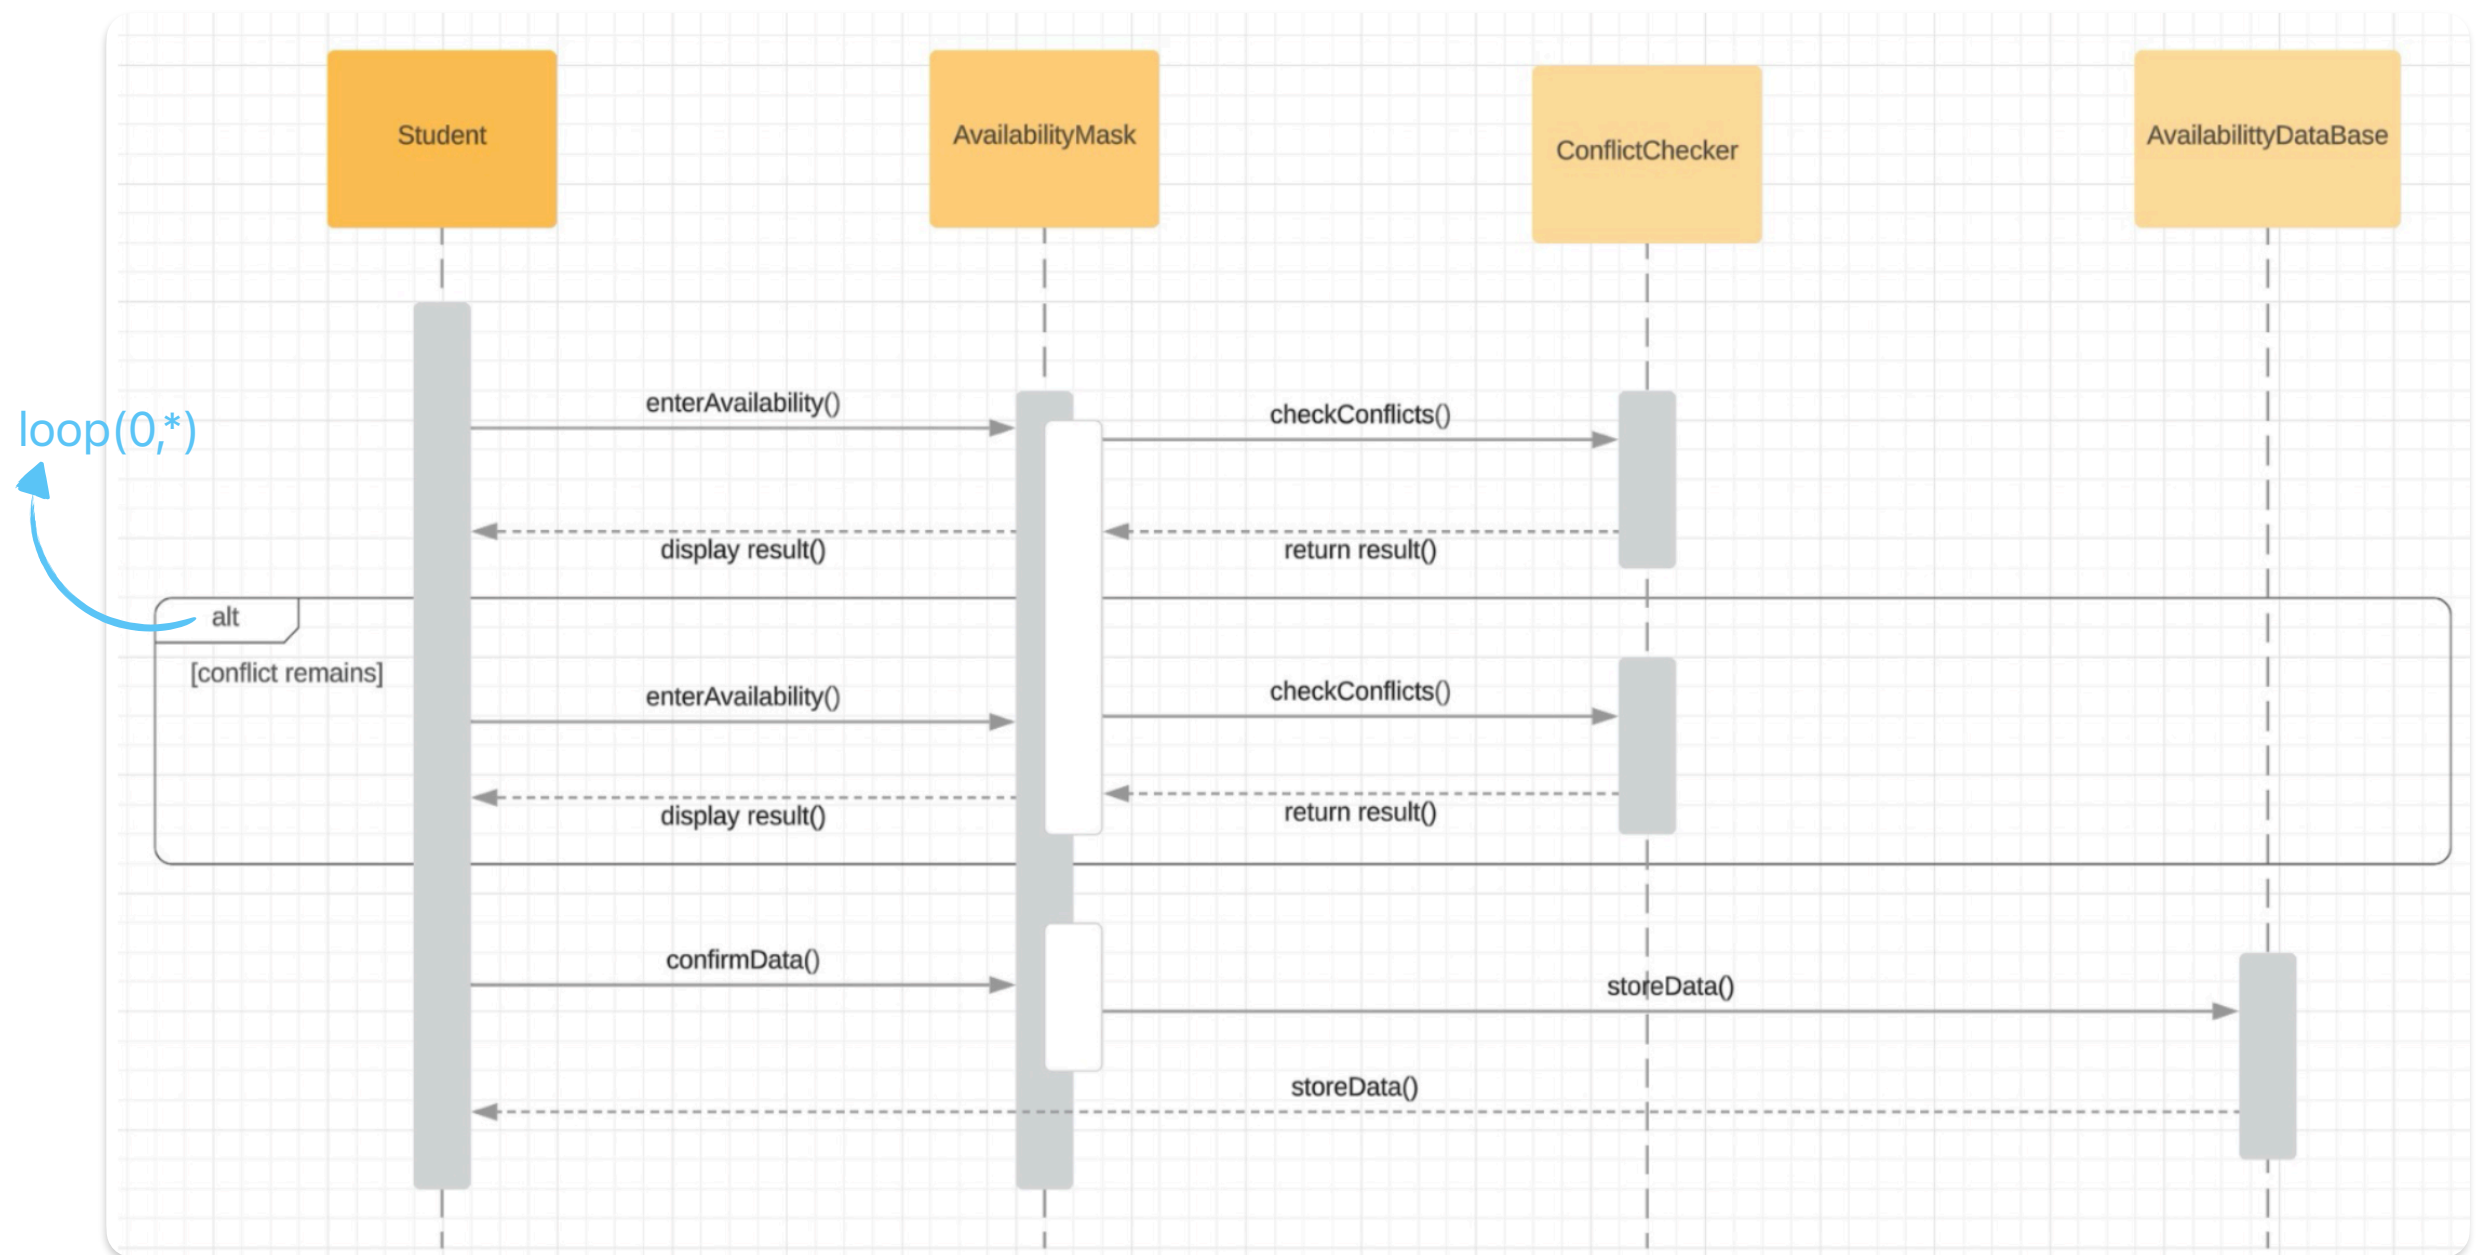 Student
AvailabilityMask
ConflictChecker
AvailabilittyDataBase
enterAvailability()
checkConflicts()
loop(0,*)
display result()
return result()
alt
[conflict remains]
enterAvailability()
checkConflicts()
display result()
return result()
confirmData()
storeData()
storeData()